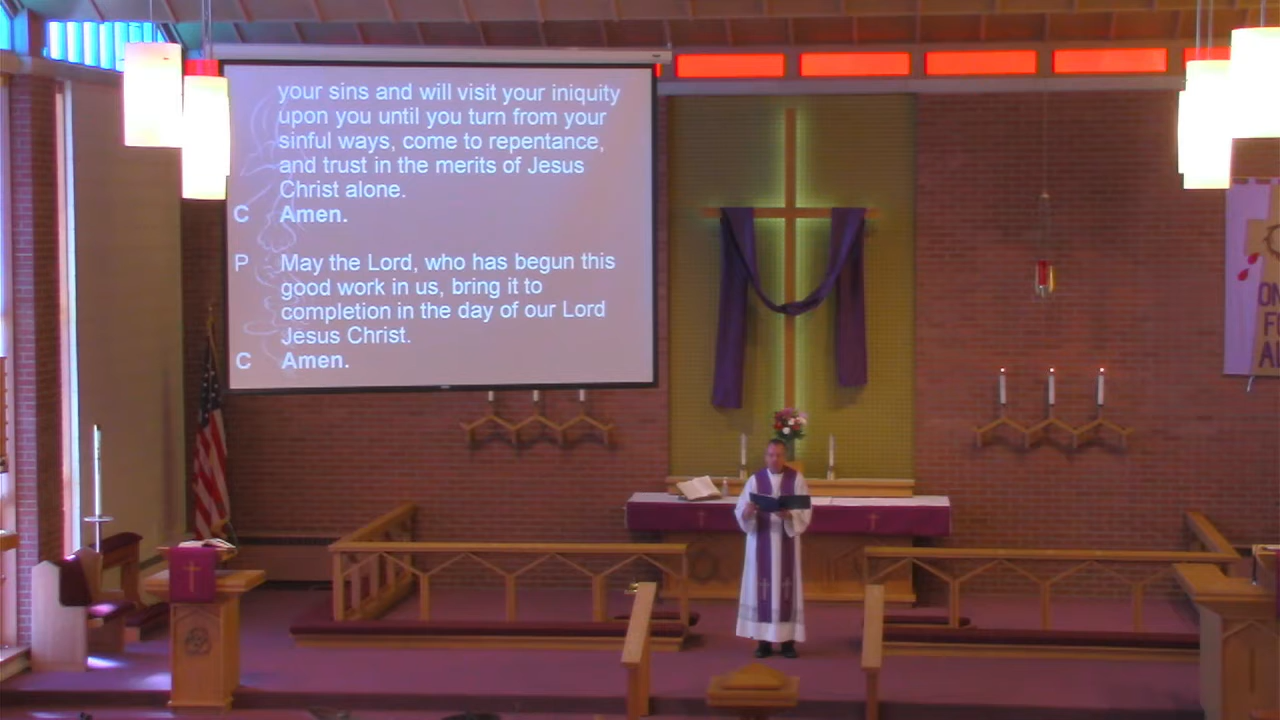 your sins and will visit your iniquity
upon you until you turn from your
sinful ways, come to repentance,
and trust in the merits of Jesus
Christ alone.
C Amen.
P May the Lord, who has begun this
good work in us, bring it to
completion in the day of our Lord
Jesus Christ.
C Amen.